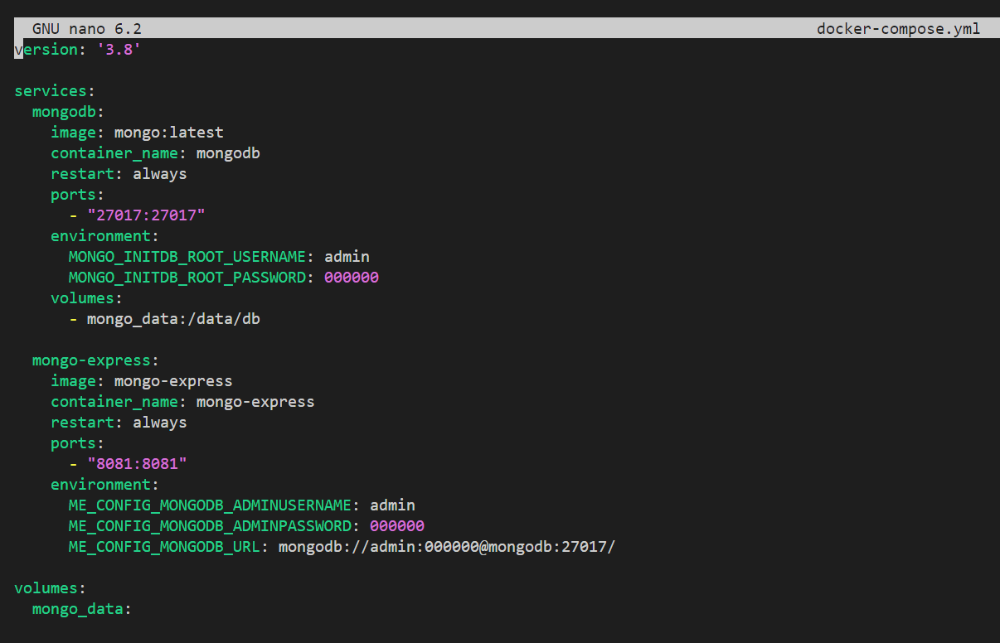 GNU nano 6.2 docker-compose.yml
version: '3.8'
services:
  mongodb:
    image: mongo:latest
    container_name: mongodb
    restart: always
    ports:
      - "27017:27017"
    environment:
      MONGO_INITDB_ROOT_USERNAME: admin
      MONGO_INITDB_ROOT_PASSWORD: 000000
    volumes:
      - mongo_data:/data/db
  mongo-express:
    image: mongo-express
    container_name: mongo-express
    restart: always
    ports:
      - "8081:8081"
    environment:
      ME_CONFIG_MONGODB_ADMINUSERNAME: admin
      ME_CONFIG_MONGODB_ADMINPASSWORD: 000000
      ME_CONFIG_MONGODB_URL: mongodb://admin:000000@mongodb:27017/
volumes:
  mongo_data: